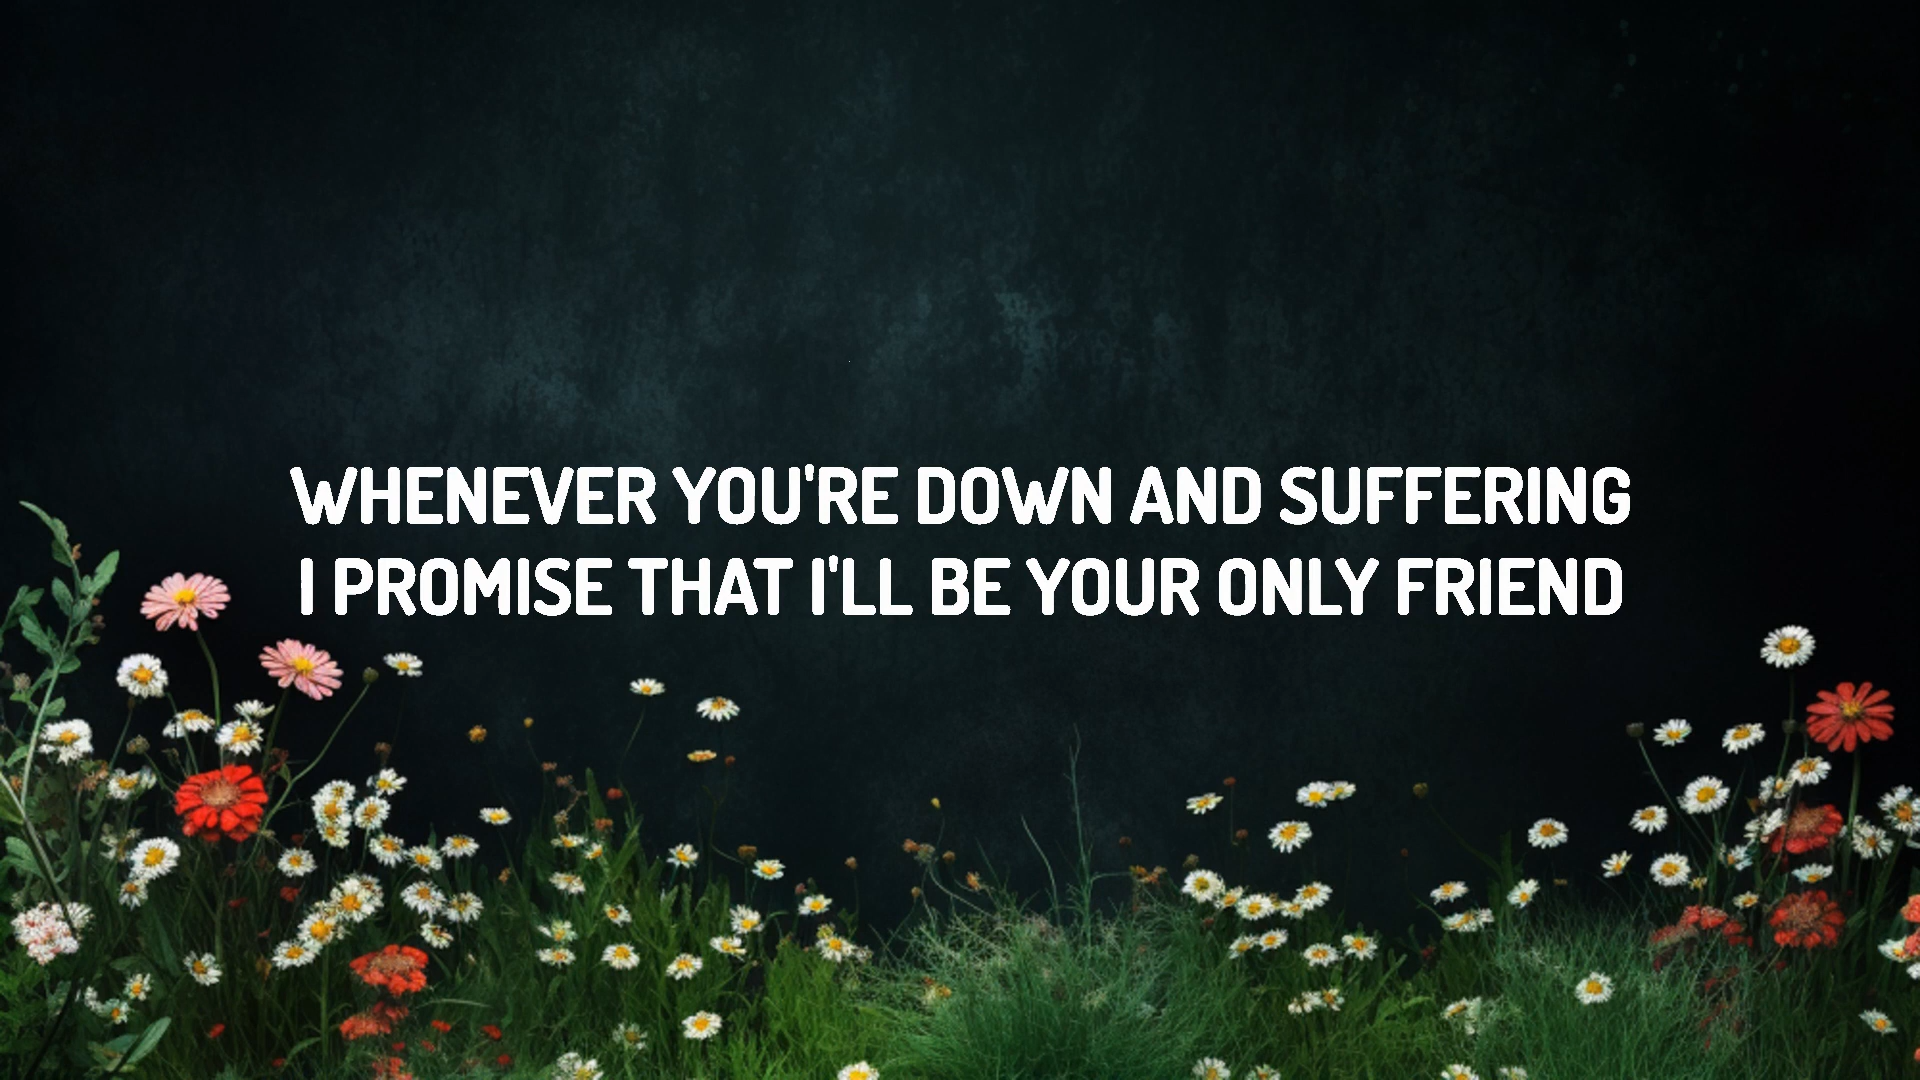 WHENEVER YOU'RE DOWN AND SUFFERING
I PROMISE THAT I'LL BE YOUR ONLY FRIEND